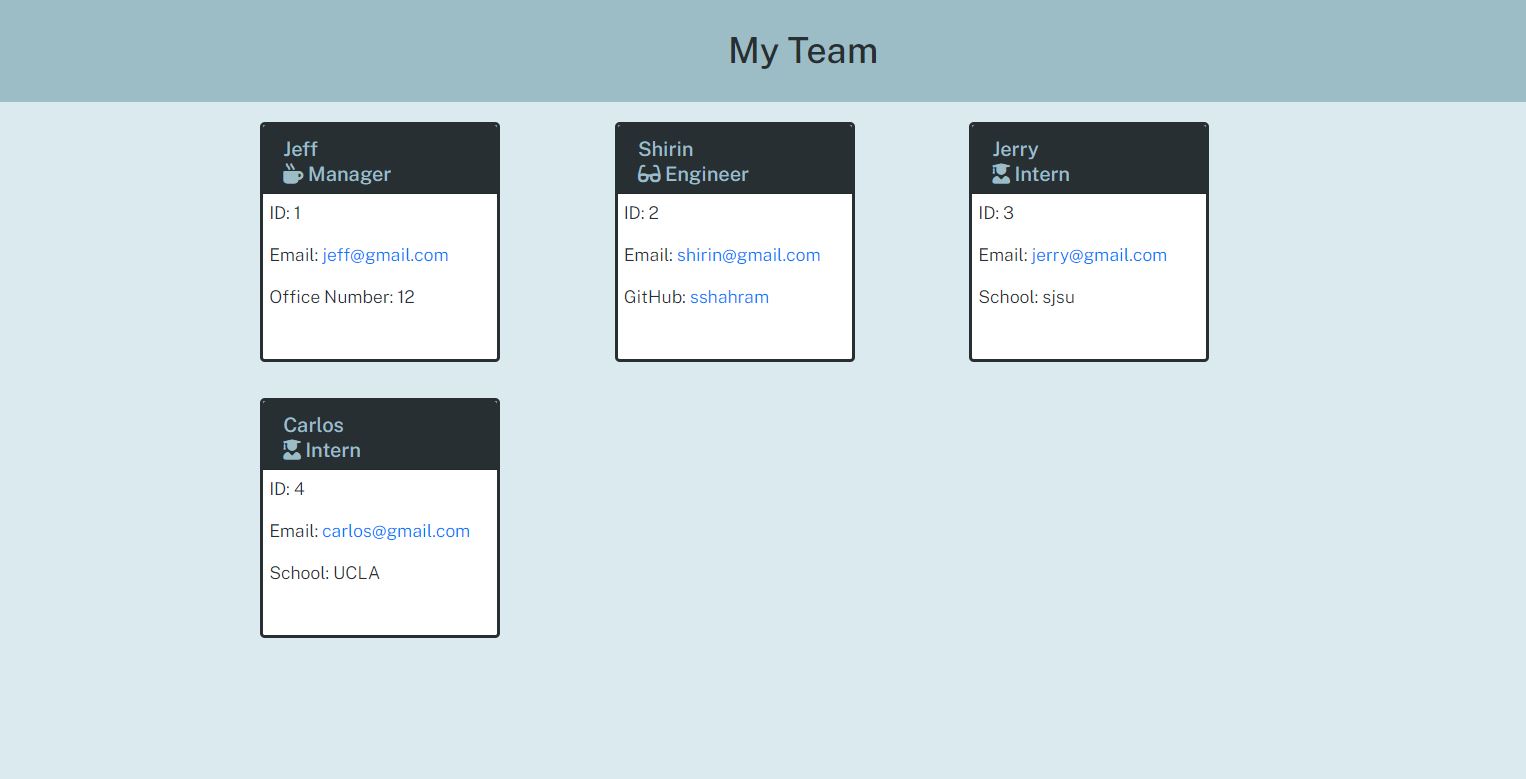 My Team
Jeff
Manager
ID: 1
Email: jeff@gmail.com
Office Number: 12
Shirin
Engineer
ID: 2
Email: shirin@gmail.com
GitHub: sshahram
Jerry
Intern
ID: 3
Email: jerry@gmail.com
School: sjsu
Carlos
Intern
ID: 4
Email: carlos@gmail.com
School: UCLA